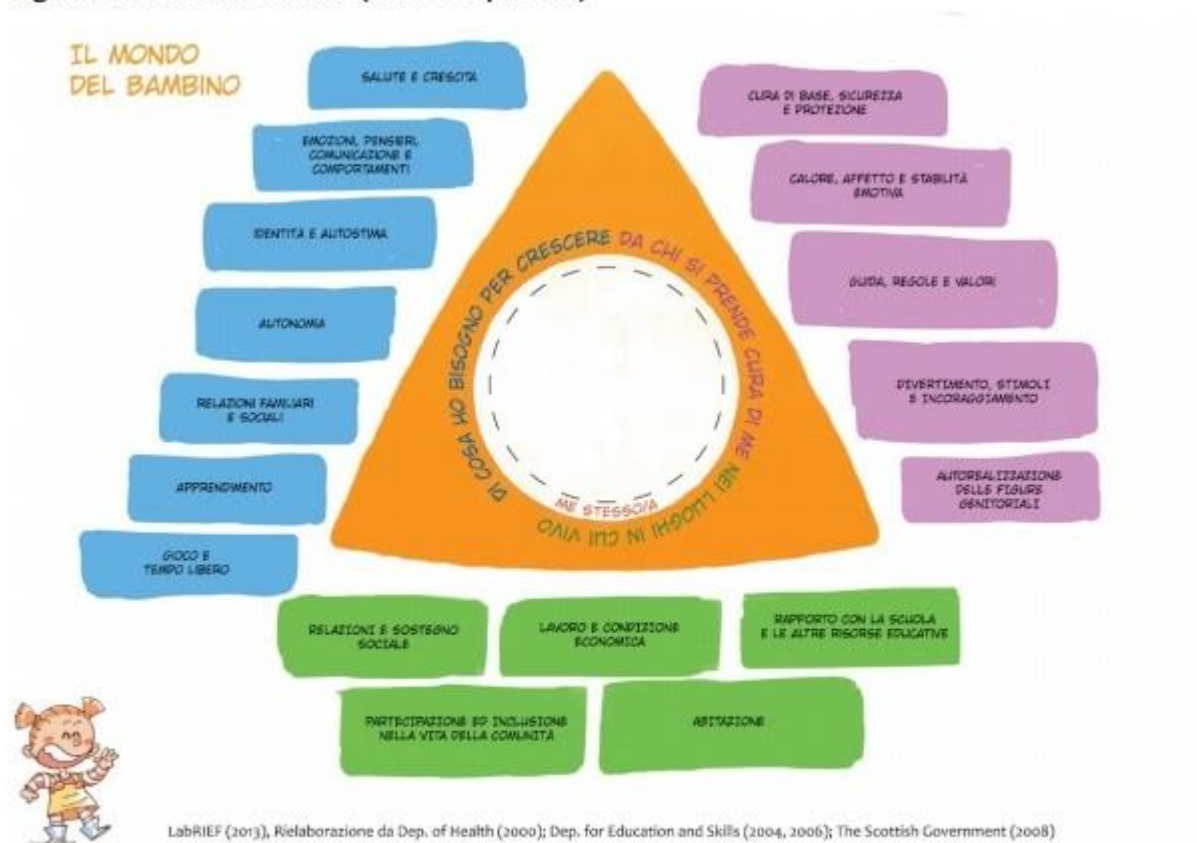 IL MONDO
DEL BAMBINO
SALUTE E CRESCITA
EMOZIONI, PENSIERI,
COMUNICAZIONE E
COMPORTAMENTI
IDENTITÀ E AUTOSTIMA
AUTONOMIA
RELAZIONI FAMILIARI
E SOCIALI
APPRENDIMENTO
GIOCO E
TEMPO LIBERO
DI COSA HO BISOGNO PER CRESCERE
DA CHI SI PRENDE CURA DI ME
NEI LUOGHI IN CUI VIVO
ME STESSO/A
CURA DI BASE, SICUREZZA
E PROTEZIONE
CALORE, AFFETTO E STABILITÀ
EMOTIVA
GUIDA, REGOLE E VALORI
DIVERTIMENTO, STIMOLI
E INCORAGGIAMENTO
AUTOREALIZZAZIONE
DELLE FIGURE
GENITORIALI
RELAZIONI E SOSTEGNO
SOCIALE
LAVORO E CONDIZIONE
ECONOMICA
RAPPORTO CON LA SCUOLA
E LE ALTRE RISORSE EDUCATIVE
PARTECIPAZIONE ED INCLUSIONE
NELLA VITA DELLA COMUNITÀ
ABITAZIONE
LabRIEF (2013), Rielaborazione da Dep. of Health (2000); Dep. for Education and Skills (2004, 2006); The Scottish Government (2008)